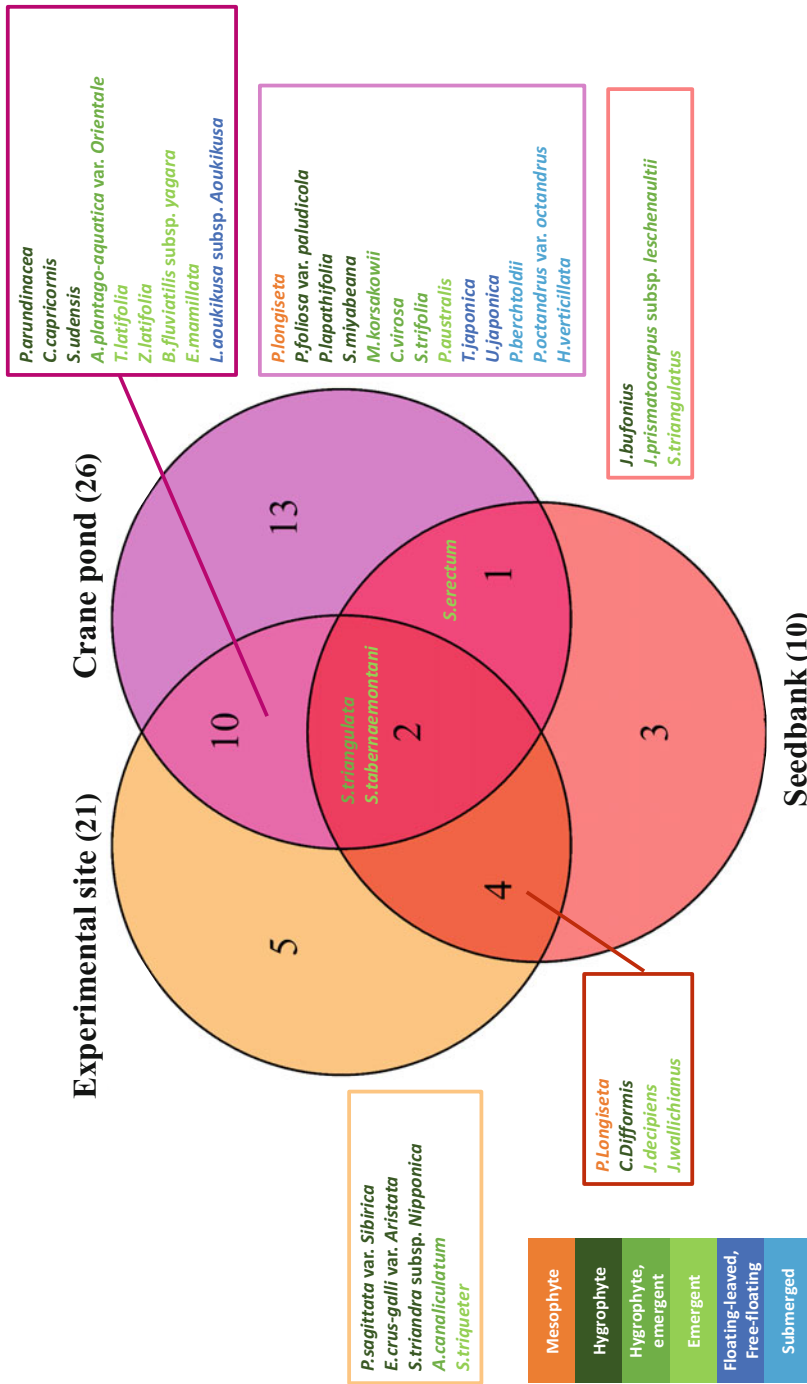 Experimental site (21)
Crane pond (26)
Seedbank (10)
5
10
13
2
4
1
3
S.triangulata
S.tabernaemontani
S.erectum
P.sagittata var. Sibirica
E.crus-galli var. Aristata
S.triandra subsp. Nipponica
A.canaliculatum
S.triqueter
P.arundinacea
C.capricornis
S.udensis
A.plantago-aquatica var. Orientale
T.latifolia
Z.latifolia
B.fluviatilis subsp. yagara
E.mamillata
L.aoukikusa subsp. Aoukikusa
P.longiseta
P.foliosa var. paludicola
P.lapathifolia
S.miyabeana
M.korsakowii
C.virosa
S.trifolia
P.australis
T.japonica
U.japonica
P.berchtoldii
P.octandrus var. octandrus
H.verticillata
P.Longiseta
C.Difformis
J.decipiens
J.wallichianus
J.bufonius
J.prismatocarpus subsp. leschenaultii
S.triangulatus
Mesophyte
Hygrophyte
Hygrophyte,
emergent
Emergent
Floating-leaved,
Free-floating
Submerged